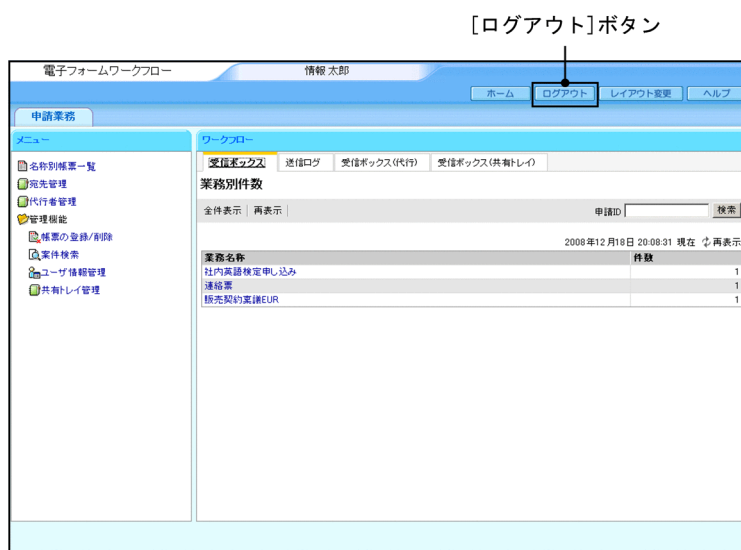 [ログアウト]ボタン
電子フォームワークフロー 情報 太郎
ホーム ログアウト レイアウト変更 ヘルプ
申請業務
メニュー
名称別帳票一覧
宛先管理
代行者管理
管理機能
帳票の登録/削除
案件検索
ユーザ情報管理
共有トレイ管理
ワークフロー
受信ボックス 送信ログ 受信ボックス(代行) 受信ボックス(共有トレイ)
業務別件数
全件表示 再表示 申請ID 検索
2008年12月18日 20:08:31 現在 再表示
業務名称 件数
社内英語検定申し込み 1
連絡票 1
販売契約稟議EUR 1